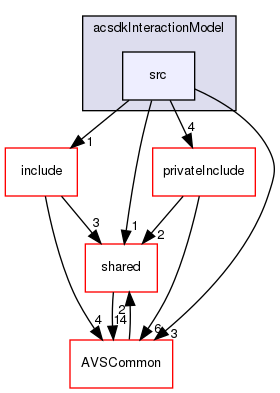 acsdkInteractionModel
src
1
4
include
privateInclude
3
1
2
shared
2
4
14
6
3
AVSCommon